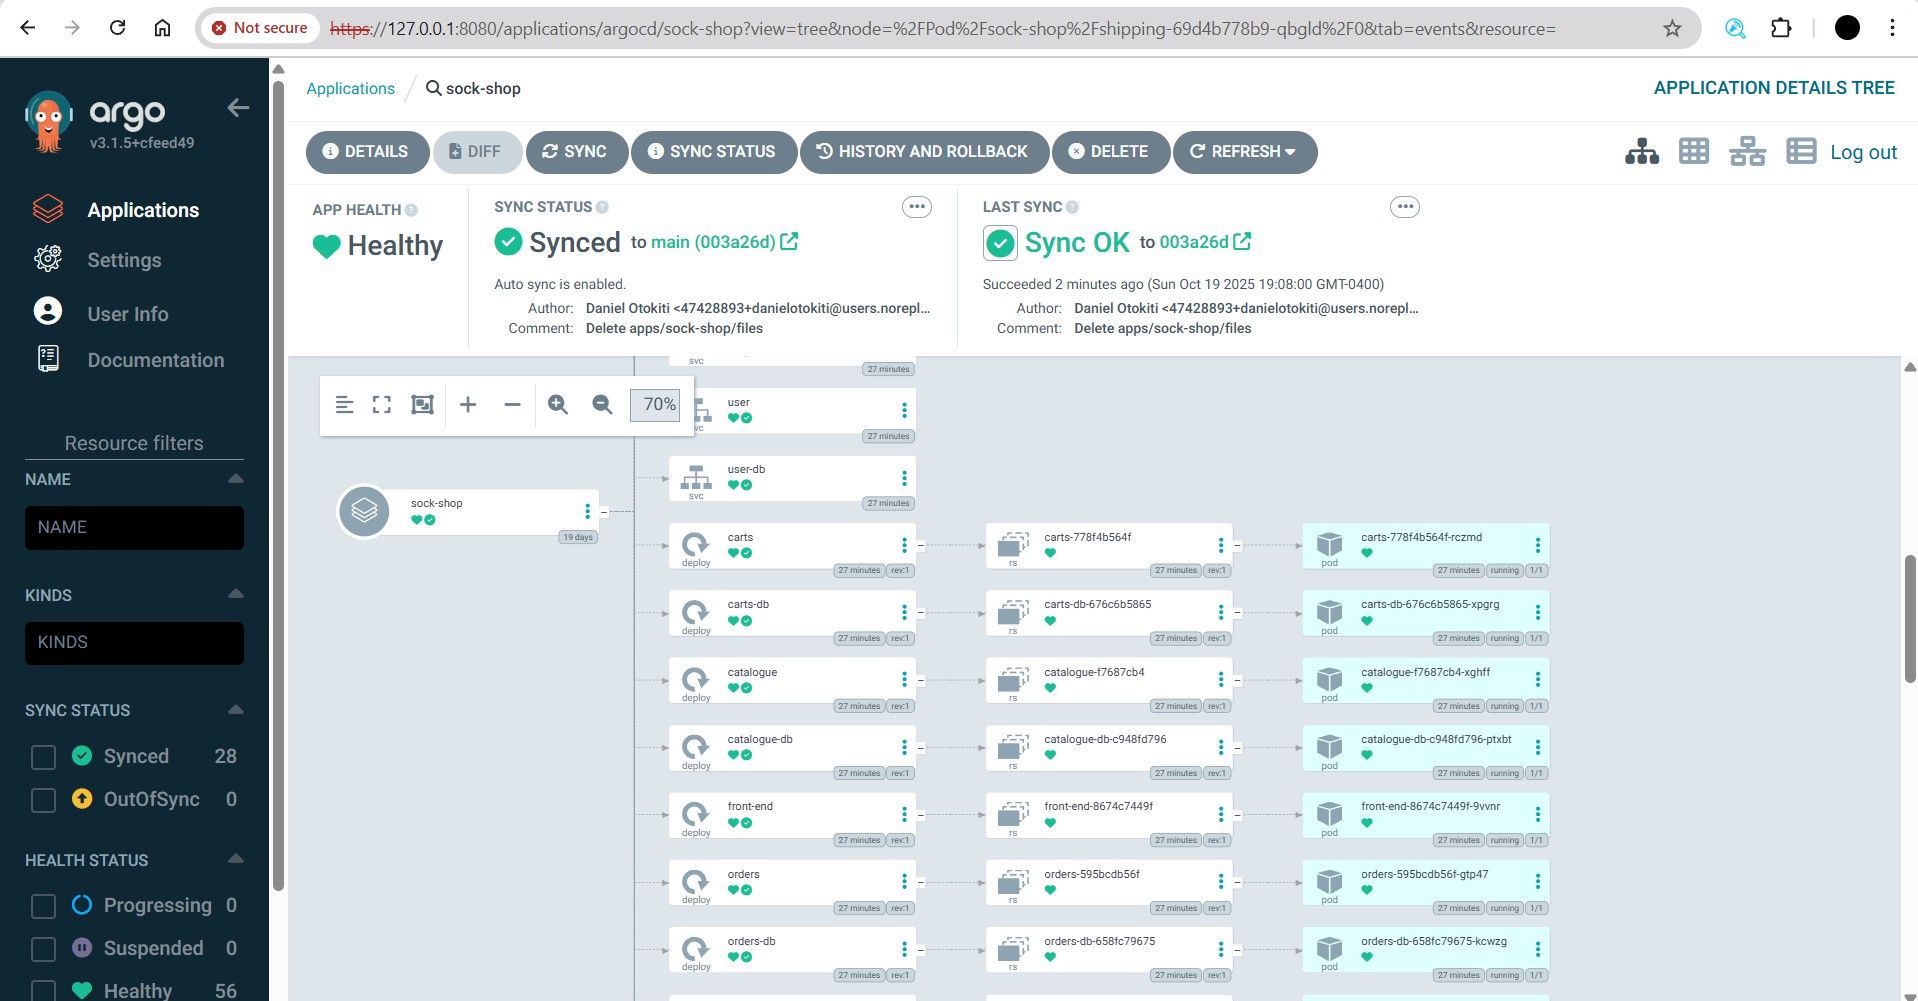 Not secure
https://127.0.0.1:8080/applications/argocd/sock-shop?view=tree&node=%2FPod%2Fsock-shop%2Fshipping-69d4b778b9-qbgld%2F0&tab=events&resource=
argo
v3.1.5+cfeed49
Applications
Settings
User Info
Documentation
Resource filters
NAME
NAME
KINDS
KINDS
SYNC STATUS
Synced 28
OutOfSync 0
HEALTH STATUS
Progressing 0
Suspended 0
Healthy 56
Applications / sock-shop
APPLICATION DETAILS TREE
DETAILS DIFF SYNC SYNC STATUS HISTORY AND ROLLBACK DELETE REFRESH
Log out
APP HEALTH
Healthy
SYNC STATUS
Synced to main (003a26d)
Auto sync is enabled.
Author: Daniel Otokiti <47428893+danielotokiti@users.norepl...
Comment: Delete apps/sock-shop/files
LAST SYNC
Sync OK to 003a26d
Succeeded 2 minutes ago (Sun Oct 19 2025 19:08:00 GMT-0400)
Author: Daniel Otokiti <47428893+danielotokiti@users.norepl...
Comment: Delete apps/sock-shop/files
70%
sock-shop
19 days
svc
27 minutes
user
27 minutes
user-db
svc
27 minutes
carts
deploy
27 minutes rev:1
carts-778f4b564f
rs
27 minutes rev:1
carts-778f4b564f-rczmd
pod
27 minutes running 1/1
carts-db
deploy
27 minutes rev:1
carts-db-676c6b5865
rs
27 minutes rev:1
carts-db-676c6b5865-xpgrg
pod
27 minutes running 1/1
catalogue
deploy
27 minutes rev:1
catalogue-f7687cb4
rs
27 minutes rev:1
catalogue-f7687cb4-xghff
pod
27 minutes running 1/1
catalogue-db
deploy
27 minutes rev:1
catalogue-db-c948fd796
rs
27 minutes rev:1
catalogue-db-c948fd796-ptxbt
pod
27 minutes running 1/1
front-end
deploy
27 minutes rev:1
front-end-8674c7449f
rs
27 minutes rev:1
front-end-8674c7449f-9vvnr
pod
27 minutes running 1/1
orders
deploy
27 minutes rev:1
orders-595bcdb56f
rs
27 minutes rev:1
orders-595bcdb56f-gtp47
pod
27 minutes running 1/1
orders-db
deploy
27 minutes rev:1
orders-db-658fc79675
rs
27 minutes rev:1
orders-db-658fc79675-kcwzg
pod
27 minutes running 1/1